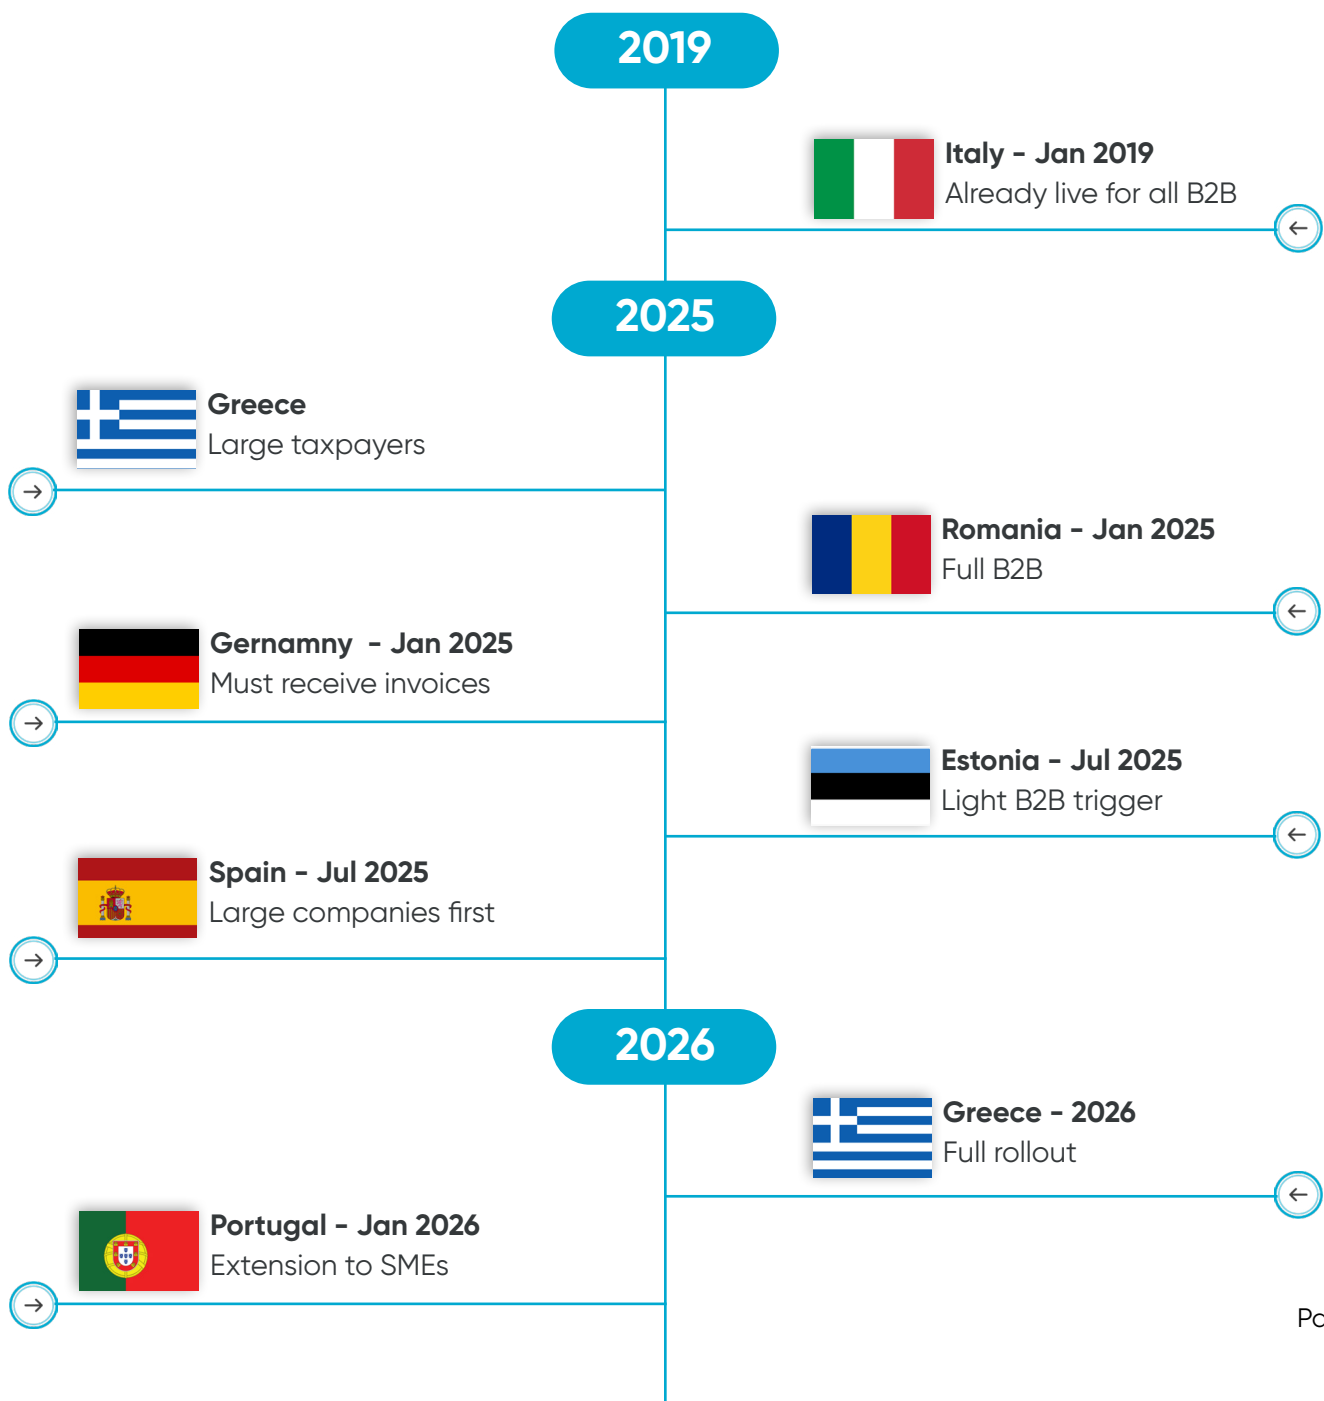 2019
Italy - Jan 2019
Already live for all B2B
2025
Greece
Large taxpayers
Romania - Jan 2025
Full B2B
Gernamny - Jan 2025
Must receive invoices
Estonia - Jul 2025
Light B2B trigger
Spain - Jul 2025
Large companies first
2026
Greece - 2026
Full rollout
Portugal - Jan 2026
Extension to SMEs